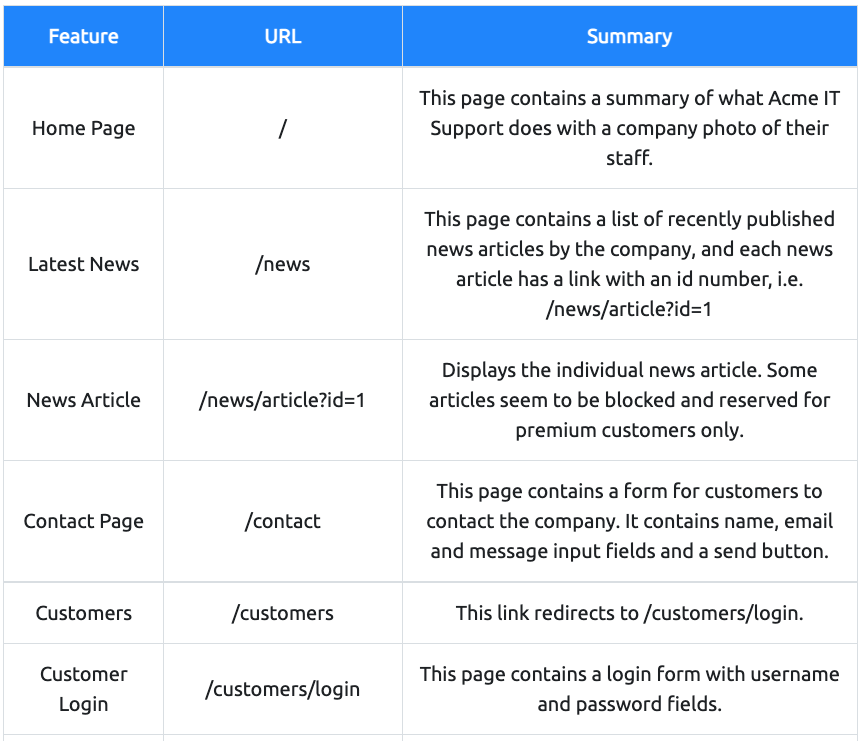 Feature URL Summary
Home Page / This page contains a summary of what Acme IT
Support does with a company photo of their
staff.
Latest News /news This page contains a list of recently published
news articles by the company, and each news
article has a link with an id number, i.e.
/news/article?id=1
News Article /news/article?id=1 Displays the individual news article. Some
articles seem to be blocked and reserved for
premium customers only.
Contact Page /contact This page contains a form for customers to
contact the company. It contains name, email
and message input fields and a send button.
Customers /customers This link redirects to /customers/login.
Customer
Login /customers/login This page contains a login form with username
and password fields.